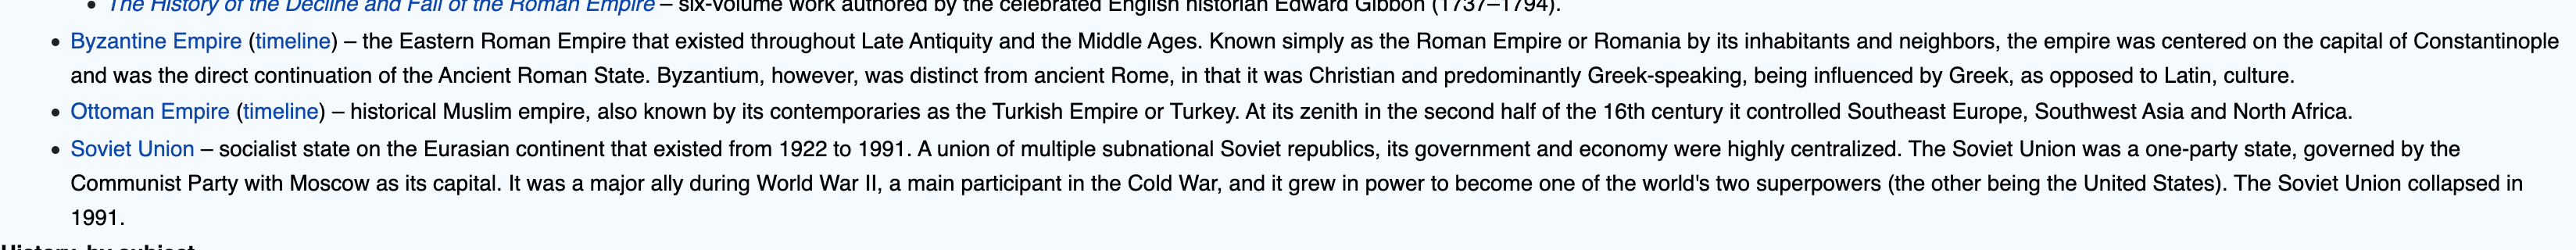 • The History of the Decline and Fall of the Roman Empire – six-volume work authored by the celebrated English historian Edward Gibbon (1737–1794).
• Byzantine Empire (timeline) – the Eastern Roman Empire that existed throughout Late Antiquity and the Middle Ages. Known simply as the Roman Empire or Romania by its inhabitants and neighbors, the empire was centered on the capital of Constantinople
and was the direct continuation of the Ancient Roman State. Byzantium, however, was distinct from ancient Rome, in that it was Christian and predominantly Greek-speaking, being influenced by Greek, as opposed to Latin, culture.
• Ottoman Empire (timeline) – historical Muslim empire, also known by its contemporaries as the Turkish Empire or Turkey. At its zenith in the second half of the 16th century it controlled Southeast Europe, Southwest Asia and North Africa.
• Soviet Union – socialist state on the Eurasian continent that existed from 1922 to 1991. A union of multiple subnational Soviet republics, its government and economy were highly centralized. The Soviet Union was a one-party state, governed by the
Communist Party with Moscow as its capital. It was a major ally during World War II, a main participant in the Cold War, and it grew in power to become one of the world's two superpowers (the other being the United States). The Soviet Union collapsed in
1991.
History, by subject